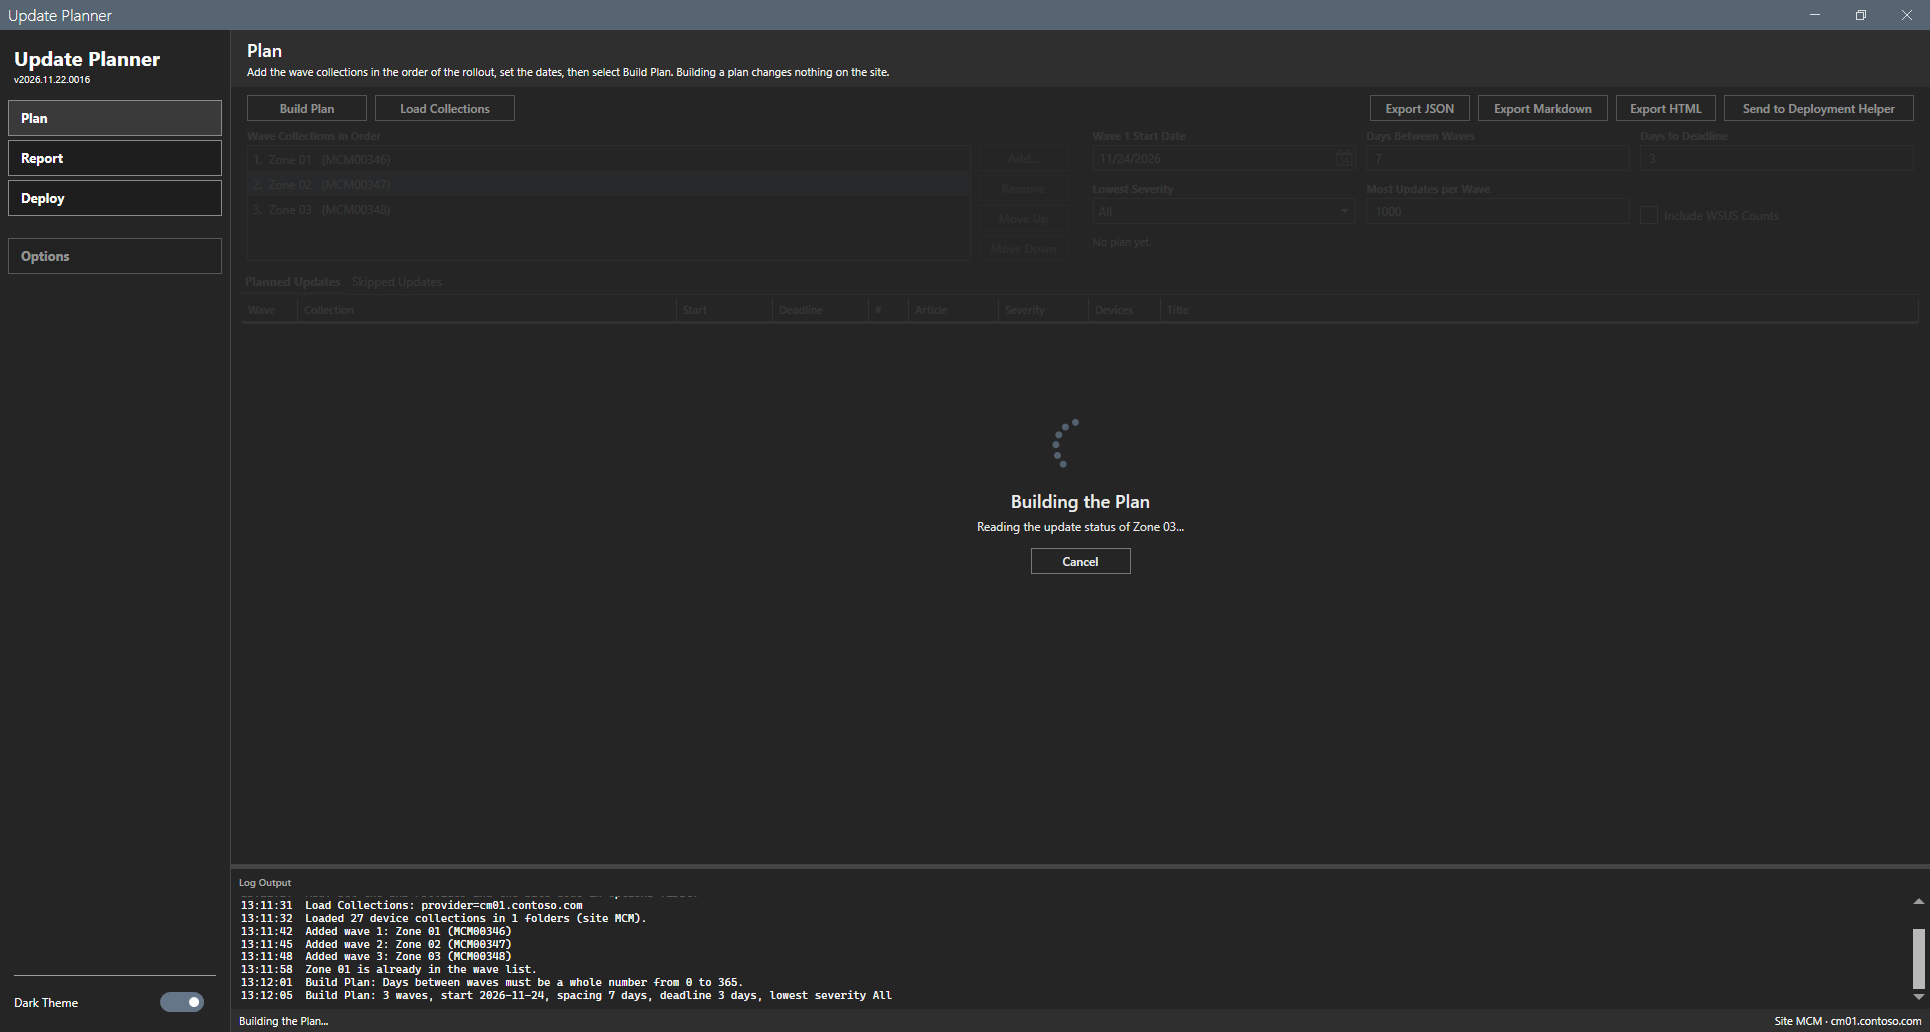 Update Planner
Update Planner
v2026.11.22.0016
Plan
Report
Deploy
Options
Dark Theme
Plan
Add the wave collections in the order of the rollout, set the dates, then select Build Plan. Building a plan changes nothing on the site.
Build Plan
Load Collections
Export JSON
Export Markdown
Export HTML
Send to Deployment Helper
Wave Collections in Order
1. Zone 01 (MCM00346)
2. Zone 02 (MCM00347)
3. Zone 03 (MCM00348)
Add...
Remove
Move Up
Move Down
Wave 1 Start Date
11/24/2026
Days Between Waves
7
Days to Deadline
3
Lowest Severity
All
Most Updates per Wave
1000
Include WSUS Counts
No plan yet.
Planned Updates Skipped Updates
Wave Collection Start Deadline # Article Severity Devices Title
Building the Plan
Reading the update status of Zone 03...
Cancel
Log Output
13:11:31 Load Collections: provider=cm01.contoso.com
13:11:32 Loaded 27 device collections in 1 folders (site MCM).
13:11:42 Added wave 1: Zone 01 (MCM00346)
13:11:45 Added wave 2: Zone 02 (MCM00347)
13:11:48 Added wave 3: Zone 03 (MCM00348)
13:11:58 Zone 01 is already in the wave list.
13:12:01 Build Plan: Days between waves must be a whole number from 0 to 365.
13:12:05 Build Plan: 3 waves, start 2026-11-24, spacing 7 days, deadline 3 days, lowest severity All
Building the Plan...
Site MCM · cm01.contoso.com